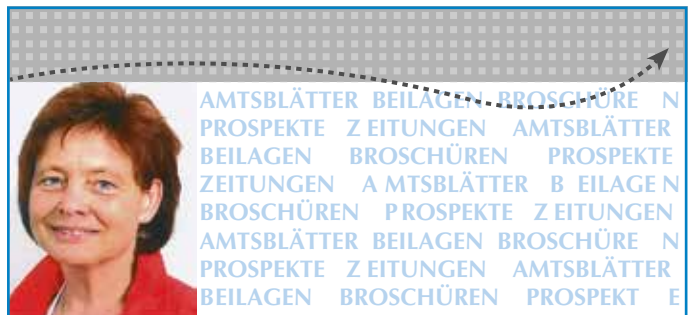 AMTSBLÄTTER BEILAGEN BROSCHÜRE N
PROSPEKTE Z EITUNGEN AMTSBLÄTTER
BEILAGEN BROSCHÜREN PROSPEKTE
ZEITUNGEN A MTSBLÄTTER B EILAGE N
BROSCHÜREN PROSPEKTE Z EITUNGEN
AMTSBLÄTTER BEILAGEN BROSCHÜRE N
PROSPEKTE Z EITUNGEN AMTSBLÄTTER
BEILAGEN BROSCHÜREN PROSPEKT E